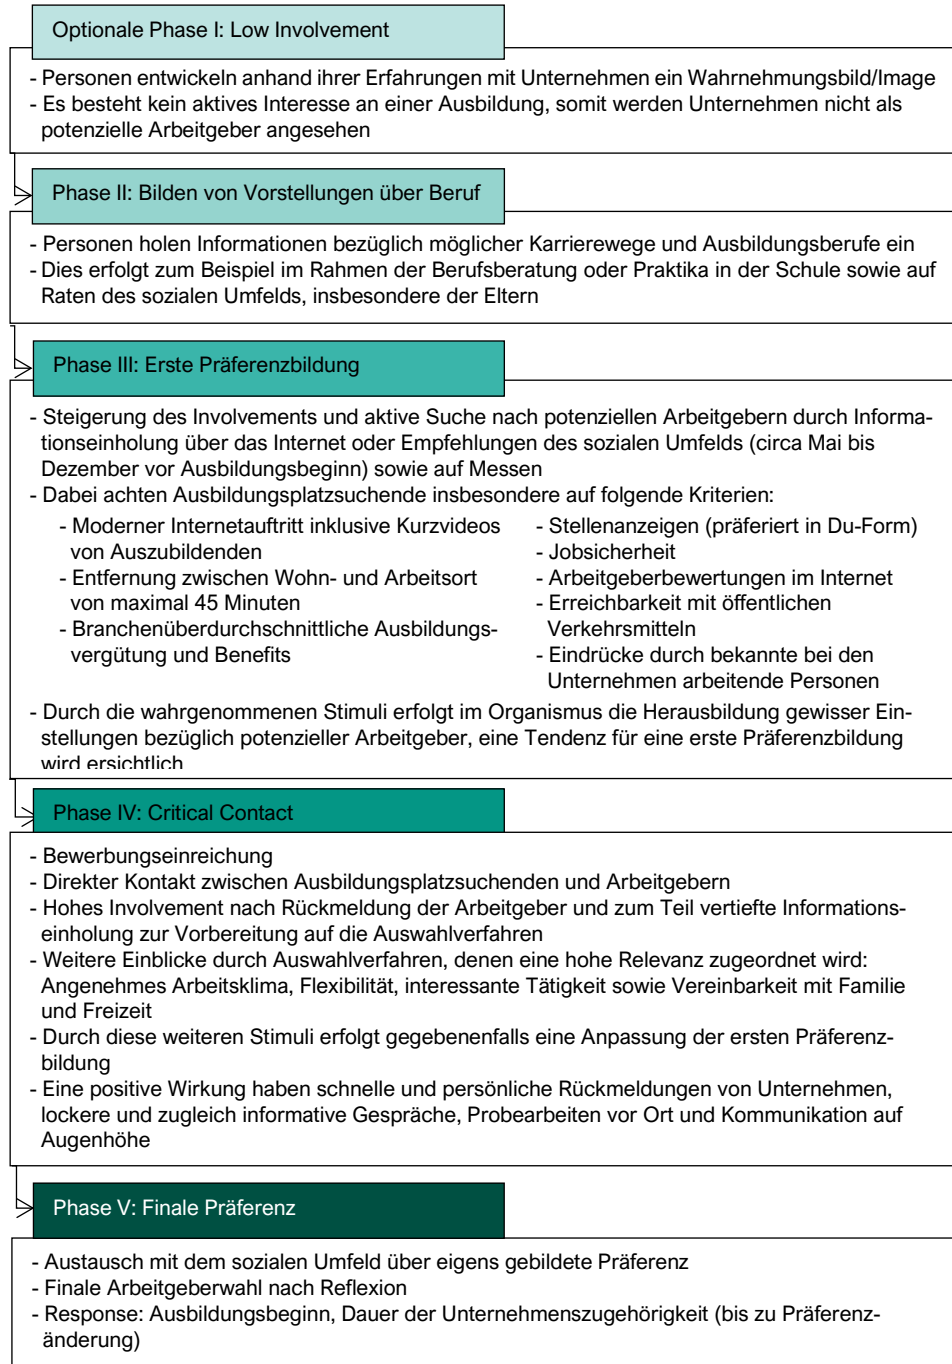 Optionale Phase I: Low Involvement
- Personen entwickeln anhand ihrer Erfahrungen mit Unternehmen ein Wahrnehmungsbild/Image
- Es besteht kein aktives Interesse an einer Ausbildung, somit werden Unternehmen nicht als
potenzielle Arbeitgeber angesehen
Phase II: Bilden von Vorstellungen über Beruf
- Personen holen Informationen bezüglich möglicher Karrierewege und Ausbildungsberufe ein
- Dies erfolgt zum Beispiel im Rahmen der Berufsberatung oder Praktika in der Schule sowie auf
Raten des sozialen Umfelds, insbesondere der Eltern
Phase III: Erste Präferenzbildung
- Steigerung des Involvements und aktive Suche nach potenziellen Arbeitgebern durch Informa-
tionseinholung über das Internet oder Empfehlungen des sozialen Umfelds (circa Mai bis
Dezember vor Ausbildungsbeginn) sowie auf Messen
- Dabei achten Ausbildungsplatzsuchende insbesondere auf folgende Kriterien:
- Moderner Internetauftritt inklusive Kurzvideos
von Auszubildenden
- Entfernung zwischen Wohn- und Arbeitsort
von maximal 45 Minuten
- Branchenüberdurchschnittliche Ausbildungs-
vergütung und Benefits
- Stellenanzeigen (präferiert in Du-Form)
- Jobsicherheit
- Arbeitgeberbewertungen im Internet
- Erreichbarkeit mit öffentlichen
Verkehrsmitteln
- Eindrücke durch bekannte bei den
Unternehmen arbeitende Personen
- Durch die wahrgenommenen Stimuli erfolgt im Organismus die Herausbildung gewisser Ein-
stellungen bezüglich potenzieller Arbeitgeber, eine Tendenz für eine erste Präferenzbildung
wird ersichtlich
Phase IV: Critical Contact
- Bewerbungseinreichung
- Direkter Kontakt zwischen Ausbildungsplatzsuchenden und Arbeitgebern
- Hohes Involvement nach Rückmeldung der Arbeitgeber und zum Teil vertiefte Informations-
einholung zur Vorbereitung auf die Auswahlverfahren
- Weitere Einblicke durch Auswahlverfahren, denen eine hohe Relevanz zugeordnet wird:
Angenehmes Arbeitsklima, Flexibilität, interessante Tätigkeit sowie Vereinbarkeit mit Familie
und Freizeit
- Durch diese weiteren Stimuli erfolgt gegebenenfalls eine Anpassung der ersten Präferenz-
bildung
- Eine positive Wirkung haben schnelle und persönliche Rückmeldungen von Unternehmen,
lockere und zugleich informative Gespräche, Probearbeiten vor Ort und Kommunikation auf
Augenhöhe
Phase V: Finale Präferenz
- Austausch mit dem sozialen Umfeld über eigens gebildete Präferenz
- Finale Arbeitgeberwahl nach Reflexion
- Response: Ausbildungsbeginn, Dauer der Unternehmenszugehörigkeit (bis zu Präferenz-
änderung)